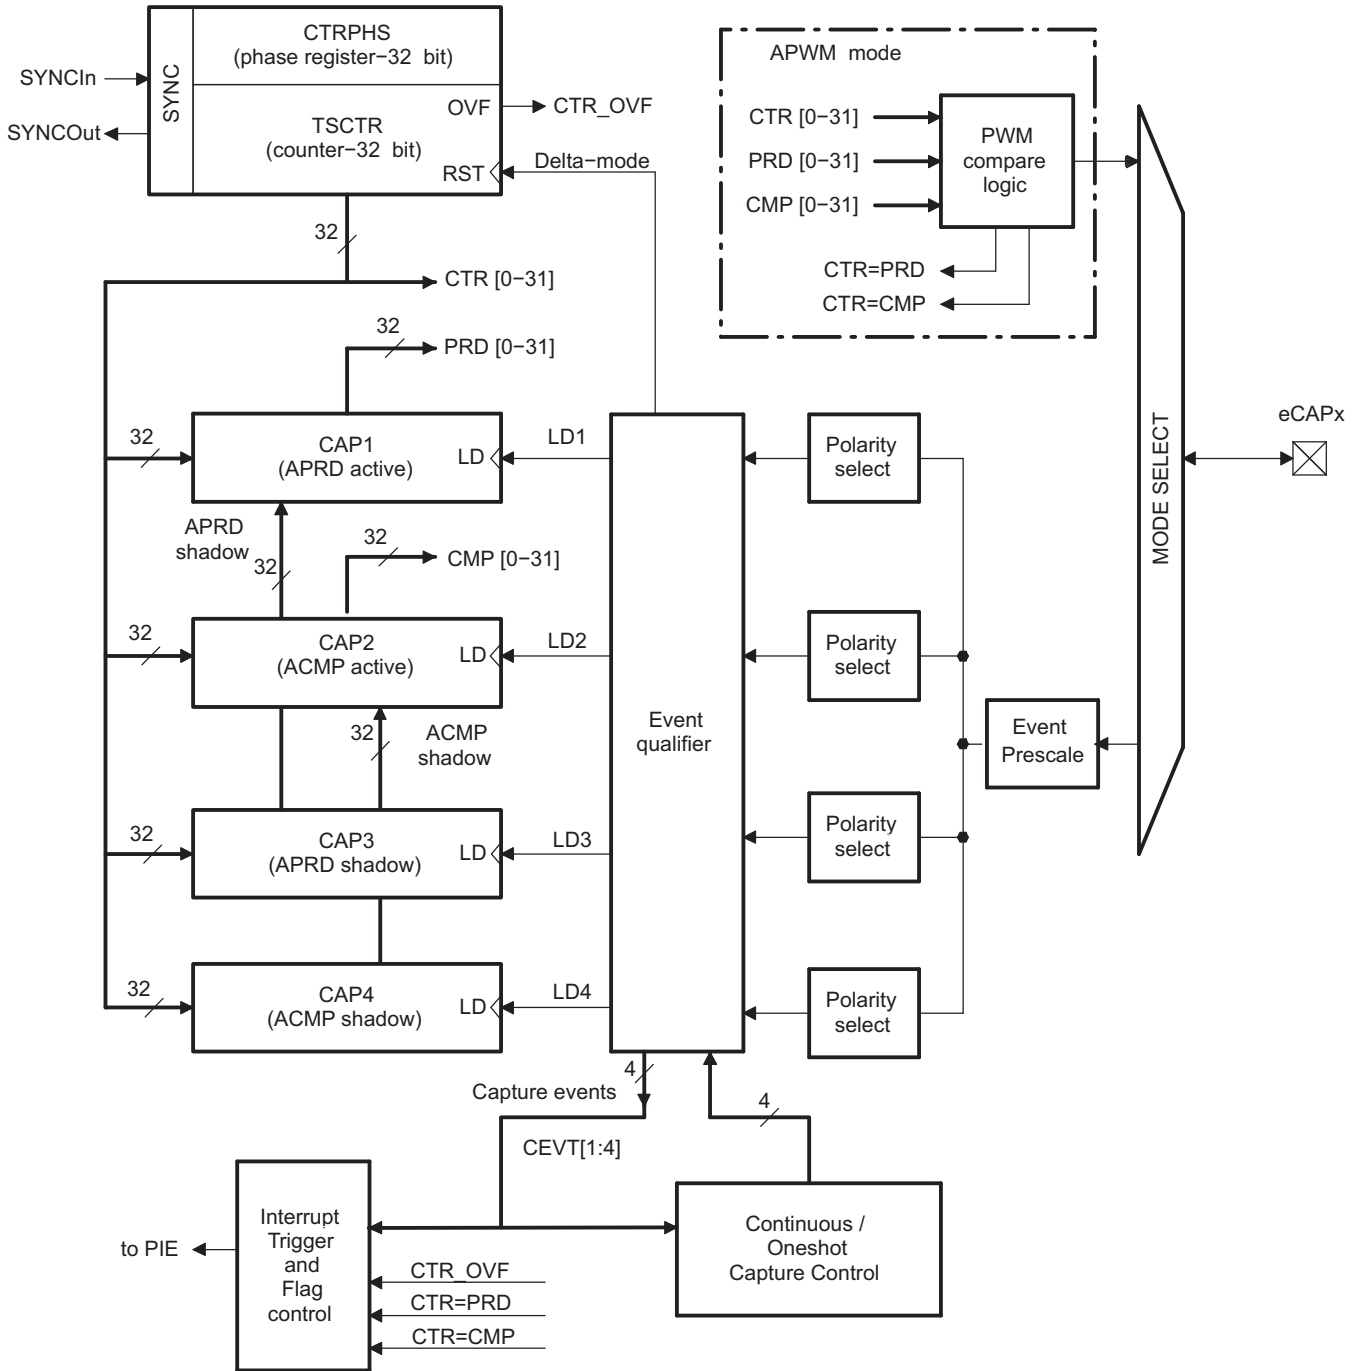 CTRPHS
(phase register−32 bit)
SYNCIn
SYNC
SYNCOut
OVF
CTR_OVF
TSCTR
(counter−32 bit)
RST
Delta−mode
32
CTR [0−31]
32
PRD [0−31]
APWM mode
CTR [0−31]
PRD [0−31]
CMP [0−31]
PWM
compare
logic
CTR=PRD
CTR=CMP
MODE SELECT
eCAPx
32
CAP1
(APRD active)
LD
LD1
Polarity
select
APRD
shadow
32
32
CMP [0−31]
32
CAP2
(ACMP active)
LD
LD2
Polarity
select
32
ACMP
shadow
Event
qualifier
Event
Prescale
32
CAP3
(APRD shadow)
LD
LD3
Polarity
select
32
CAP4
(ACMP shadow)
LD
LD4
Polarity
select
4
Capture events
4
CEVT[1:4]
Interrupt
Trigger
and
Flag
control
to PIE
CTR_OVF
CTR=PRD
CTR=CMP
Continuous /
Oneshot
Capture Control